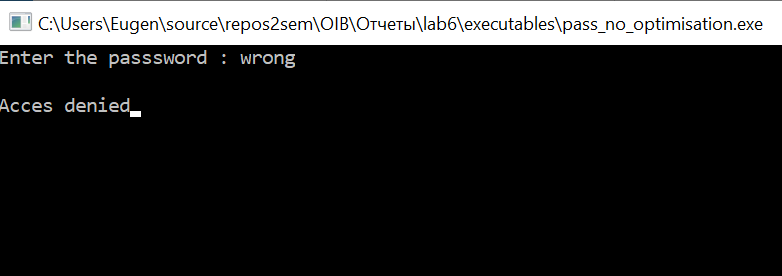 C:\Users\Eugen\source\repos2sem\OIB\Отчеты\lab6\executables\pass_no_optimisation.exe
Enter the passsword : wrong
Acces denied